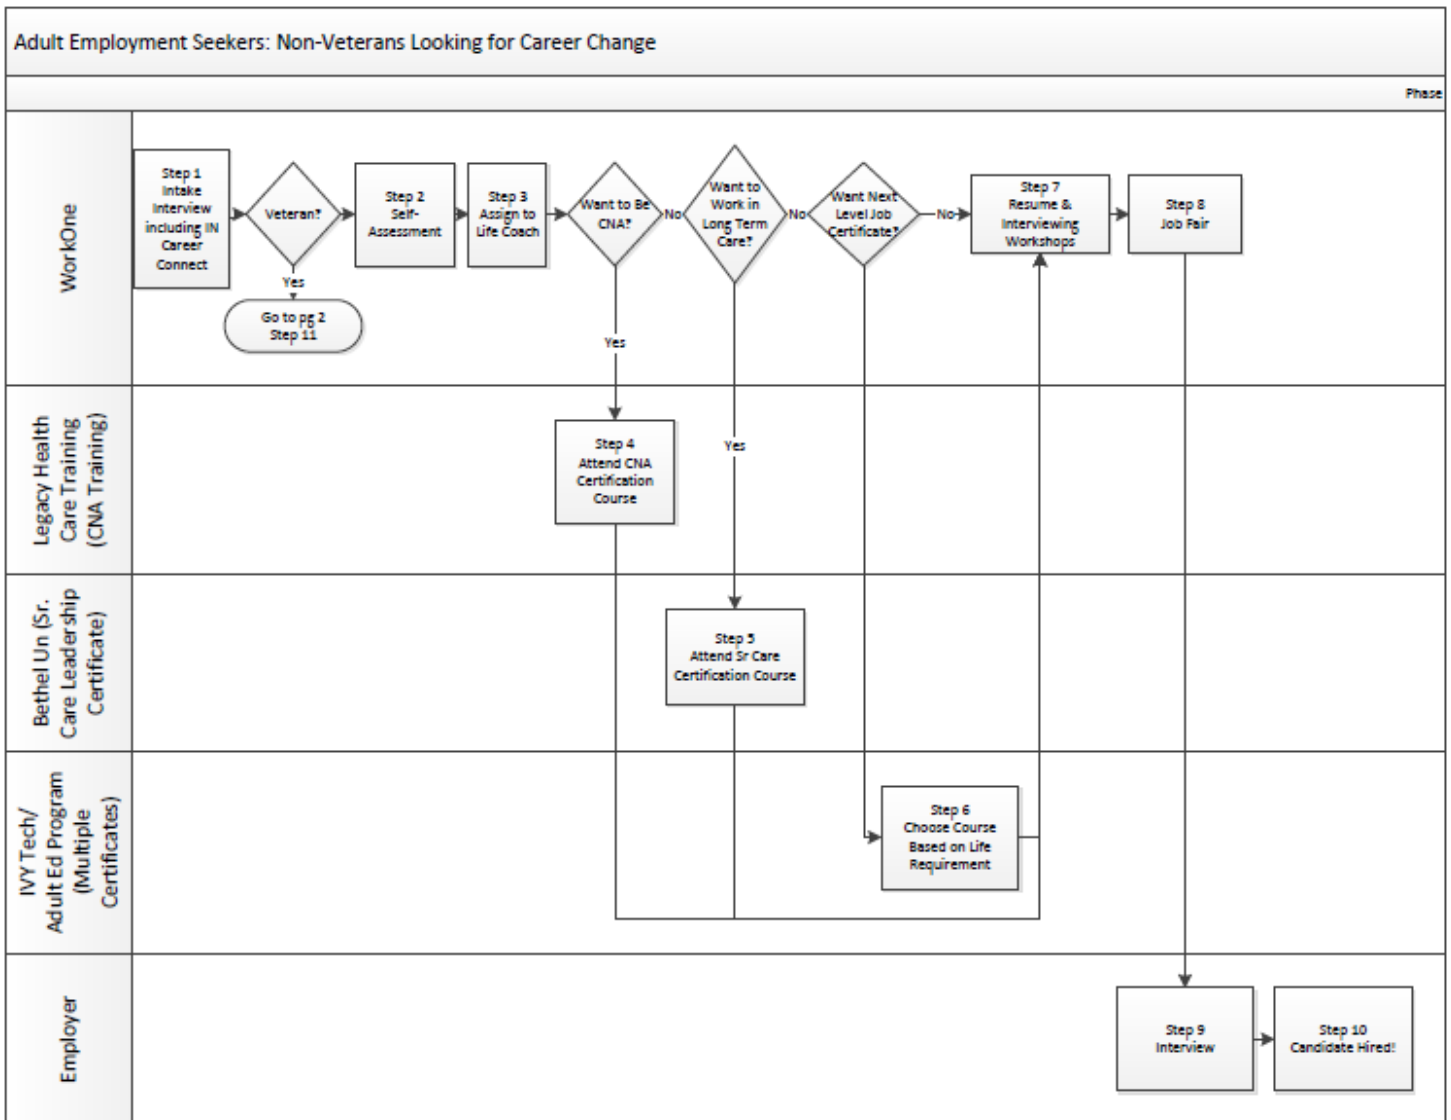 Adult Employment Seekers: Non-Veterans Looking for Career Change
Phase
WorkOne
Step 1
Intake
Interview
including IN
Career
Connect
Veteran?
Yes
Go to pg 2
Step 11
Step 2
Self-
Assessment
Step 3
Assign to
Life Coach
Want to Be
CNA?
No
Yes
Want to
Work in
Long Term
Care?
No
Yes
Want Next
Level Job
Certificate?
No
Step 7
Resume &
Interviewing
Workshops
Step 8
Job Fair
Legacy Health
Care Training
(CNA Training)
Step 4
Attend CNA
Certification
Course
Bethel Un (Sr.
Care Leadership
Certificate)
Step 5
Attend Sr Care
Certification Course
IVY Tech/
Adult Ed Program
(Multiple
Certificates)
Step 6
Choose Course
Based on Life
Requirement
Employer
Step 9
Interview
Step 10
Candidate Hired!